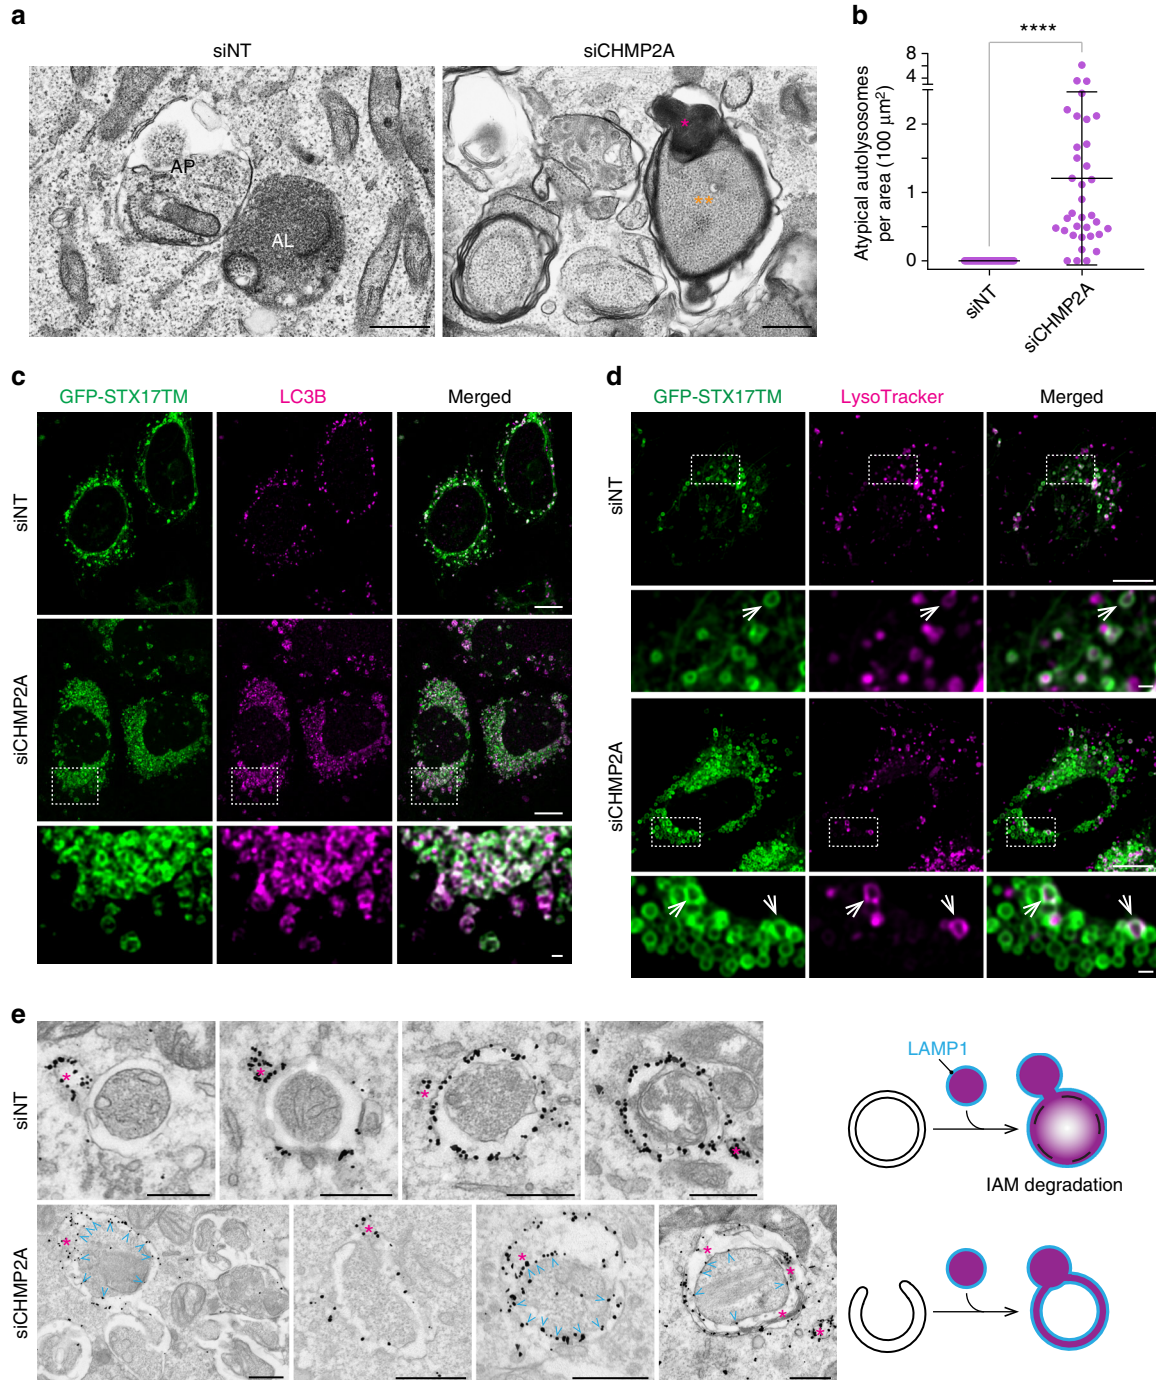 a
siNT
siCHMP2A
AP
AL
*
**
b
****
Atypical autolysosomes
per area (100 µm²)
8
4
2
1
0
siNT
siCHMP2A
c
GFP-STX17TM
LC3B
Merged
siNT
siCHMP2A
d
GFP-STX17TM
LysoTracker
Merged
siNT
siCHMP2A
e
siNT
* * * *
siCHMP2A
* * * * * * *
LAMP1
IAM degradation